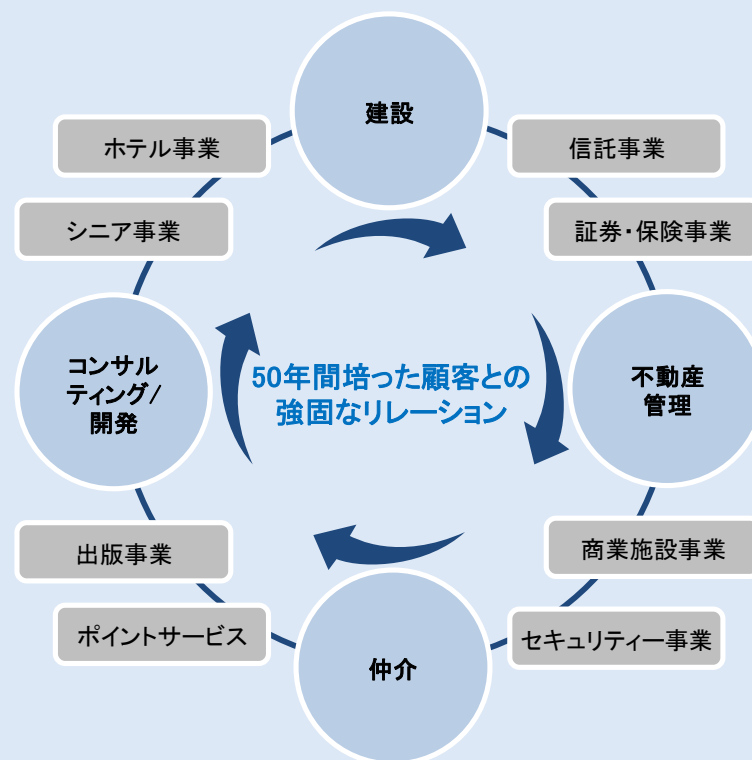 建設
ホテル事業
信託事業
シニア事業
証券・保険事業
コンサル
ティング/
開発
50年間培った顧客との
強固なリレーション
不動産
管理
出版事業
商業施設事業
ポイントサービス
セキュリティー事業
仲介